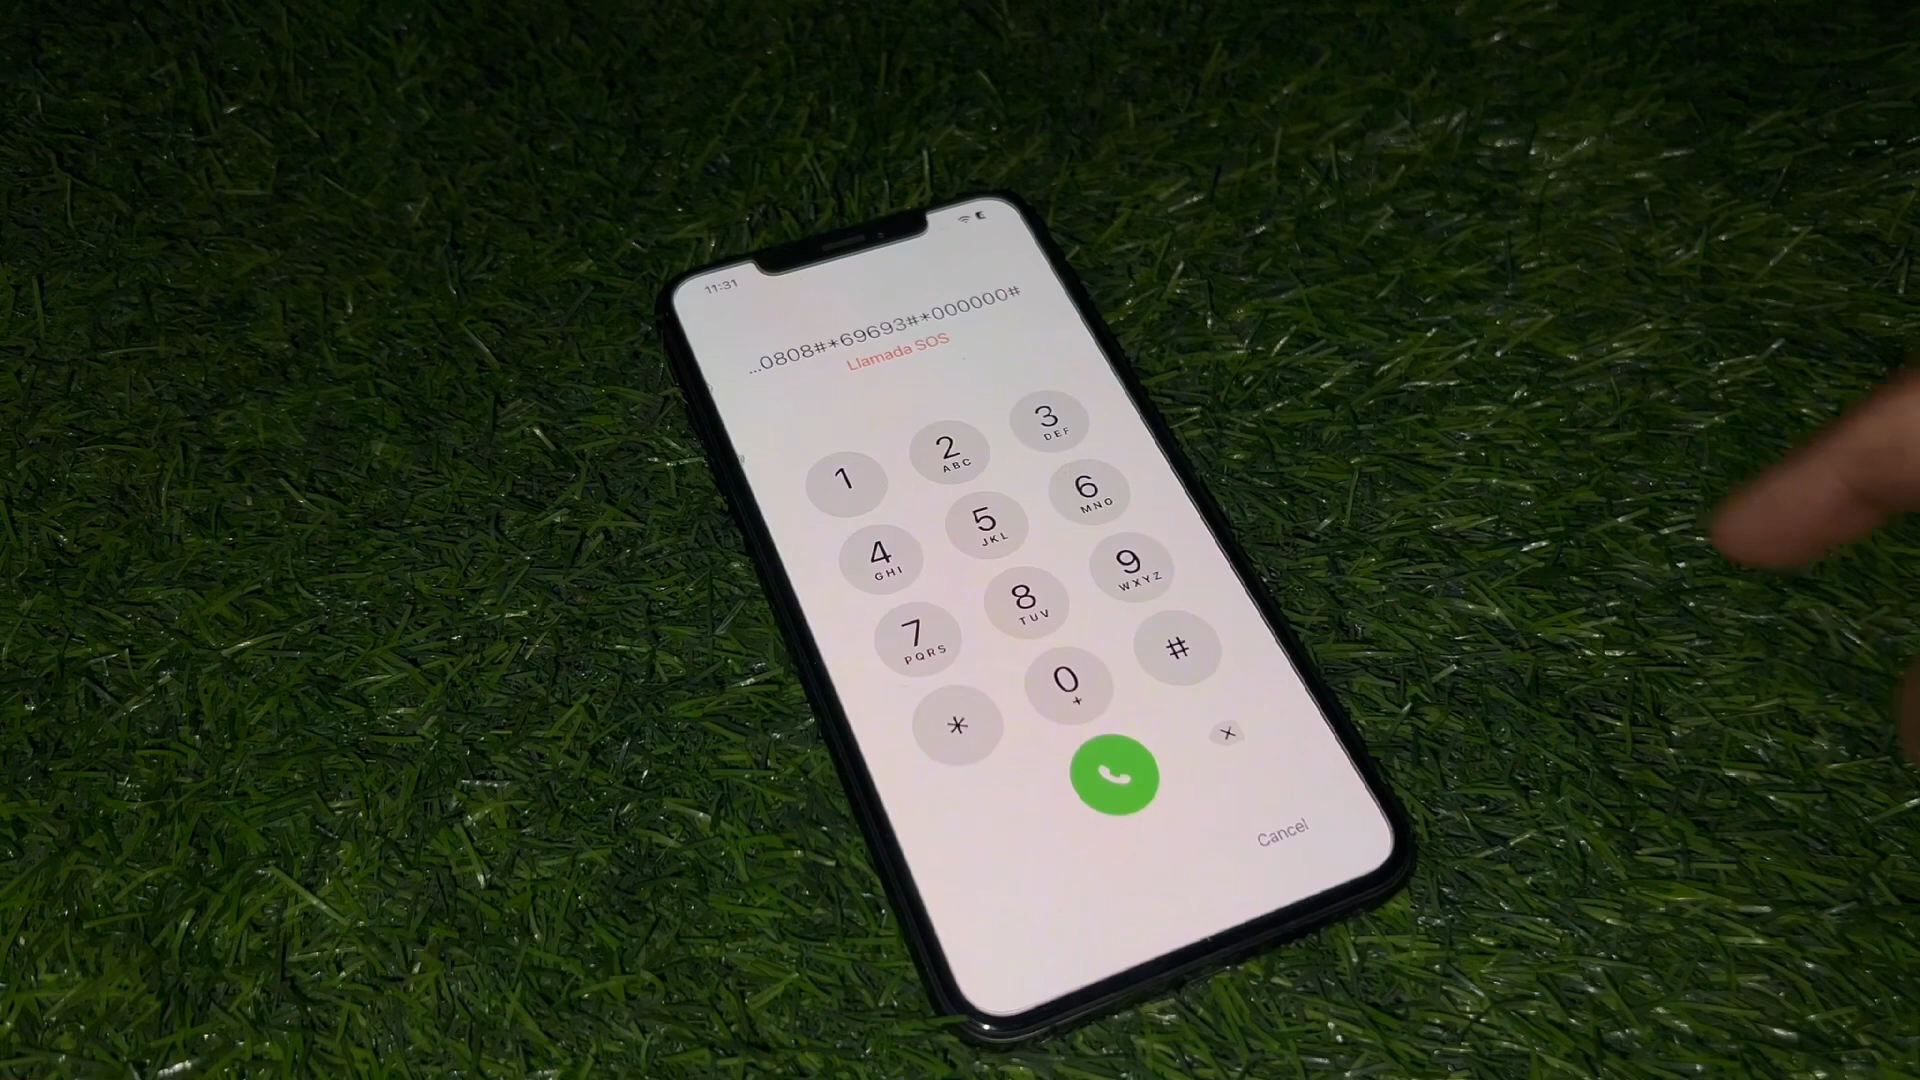 11:31
...0808#*69693#*000000#
Llamada SOS
1
2
ABC
3
DEF
4
GHI
5
JKL
6
MNO
7
PQRS
8
TUV
9
WXYZ
*
0
+
#
Cancel